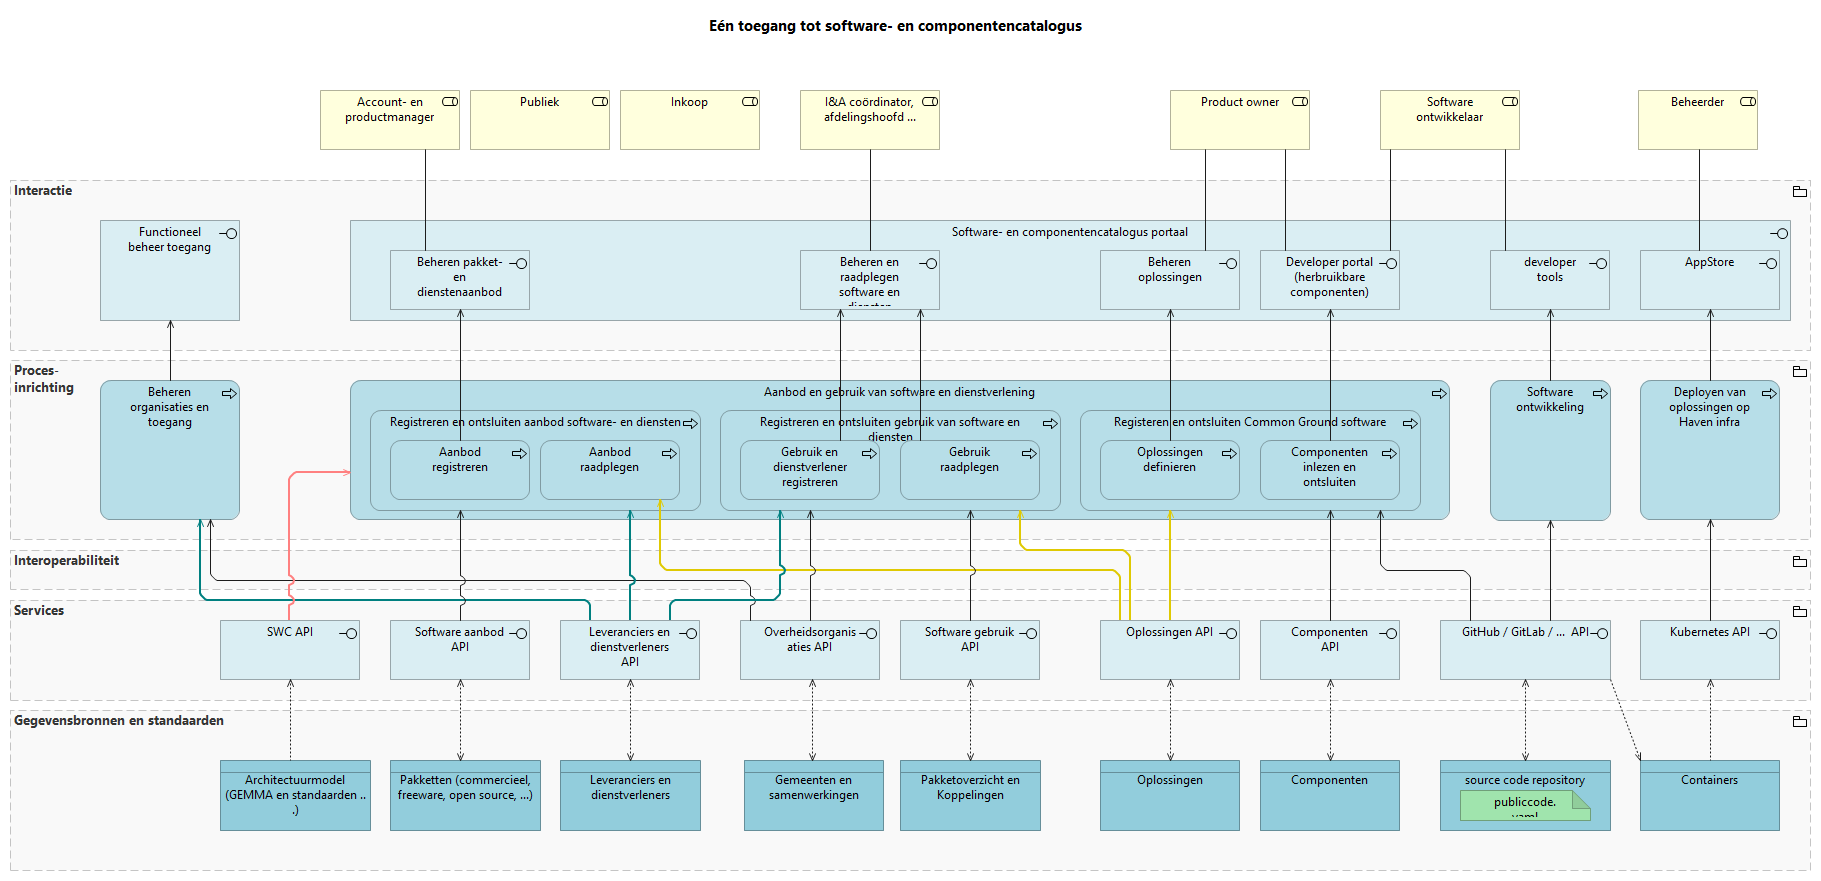 Eén toegang tot software- en componentencatalogus
Account- en
productmanager
Publiek
Inkoop
I&A coördinator,
afdelingshoofd ...
Product owner
Software
ontwikkelaar
Beheerder
Interactie
Functioneel
beheer toegang
Software- en componentencatalogus portaal
Beheren pakket-
en
dienstenaanbod
Beheren en
raadplegen
software en
diensten
Beheren
oplossingen
Developer portal
(herbruikbare
componenten)
developer
tools
AppStore
Proces-
inrichting
Beheren
organisaties en
toegang
Aanbod en gebruik van software en dienstverlening
Registreren en ontsluiten aanbod software- en diensten
Aanbod
registreren
Aanbod
raadplegen
Registreren en ontsluiten gebruik van software en
diensten
Gebruik en
dienstverlener
registreren
Gebruik
raadplegen
Registeren en ontsluiten Common Ground software
Oplossingen
definieren
Componenten
inlezen en
ontsluiten
Software
ontwikkeling
Deployen van
oplossingen op
Haven infra
Interoperabiliteit
Services
SWC API
Software aanbod
API
Leveranciers en
dienstverleners
API
Overheidsorganis
aties API
Software gebruik
API
Oplossingen API
Componenten
API
GitHub / GitLab / ... API
Kubernetes API
Gegevensbronnen en standaarden
Architectuurmodel
(GEMMA en standaarden ..
.)
Pakketten (commercieel,
freeware, open source, ...)
Leveranciers en
dienstverleners
Gemeenten en
samenwerkingen
Pakketoverzicht en
Koppelingen
Oplossingen
Componenten
source code repository
publiccode.
yaml
Containers